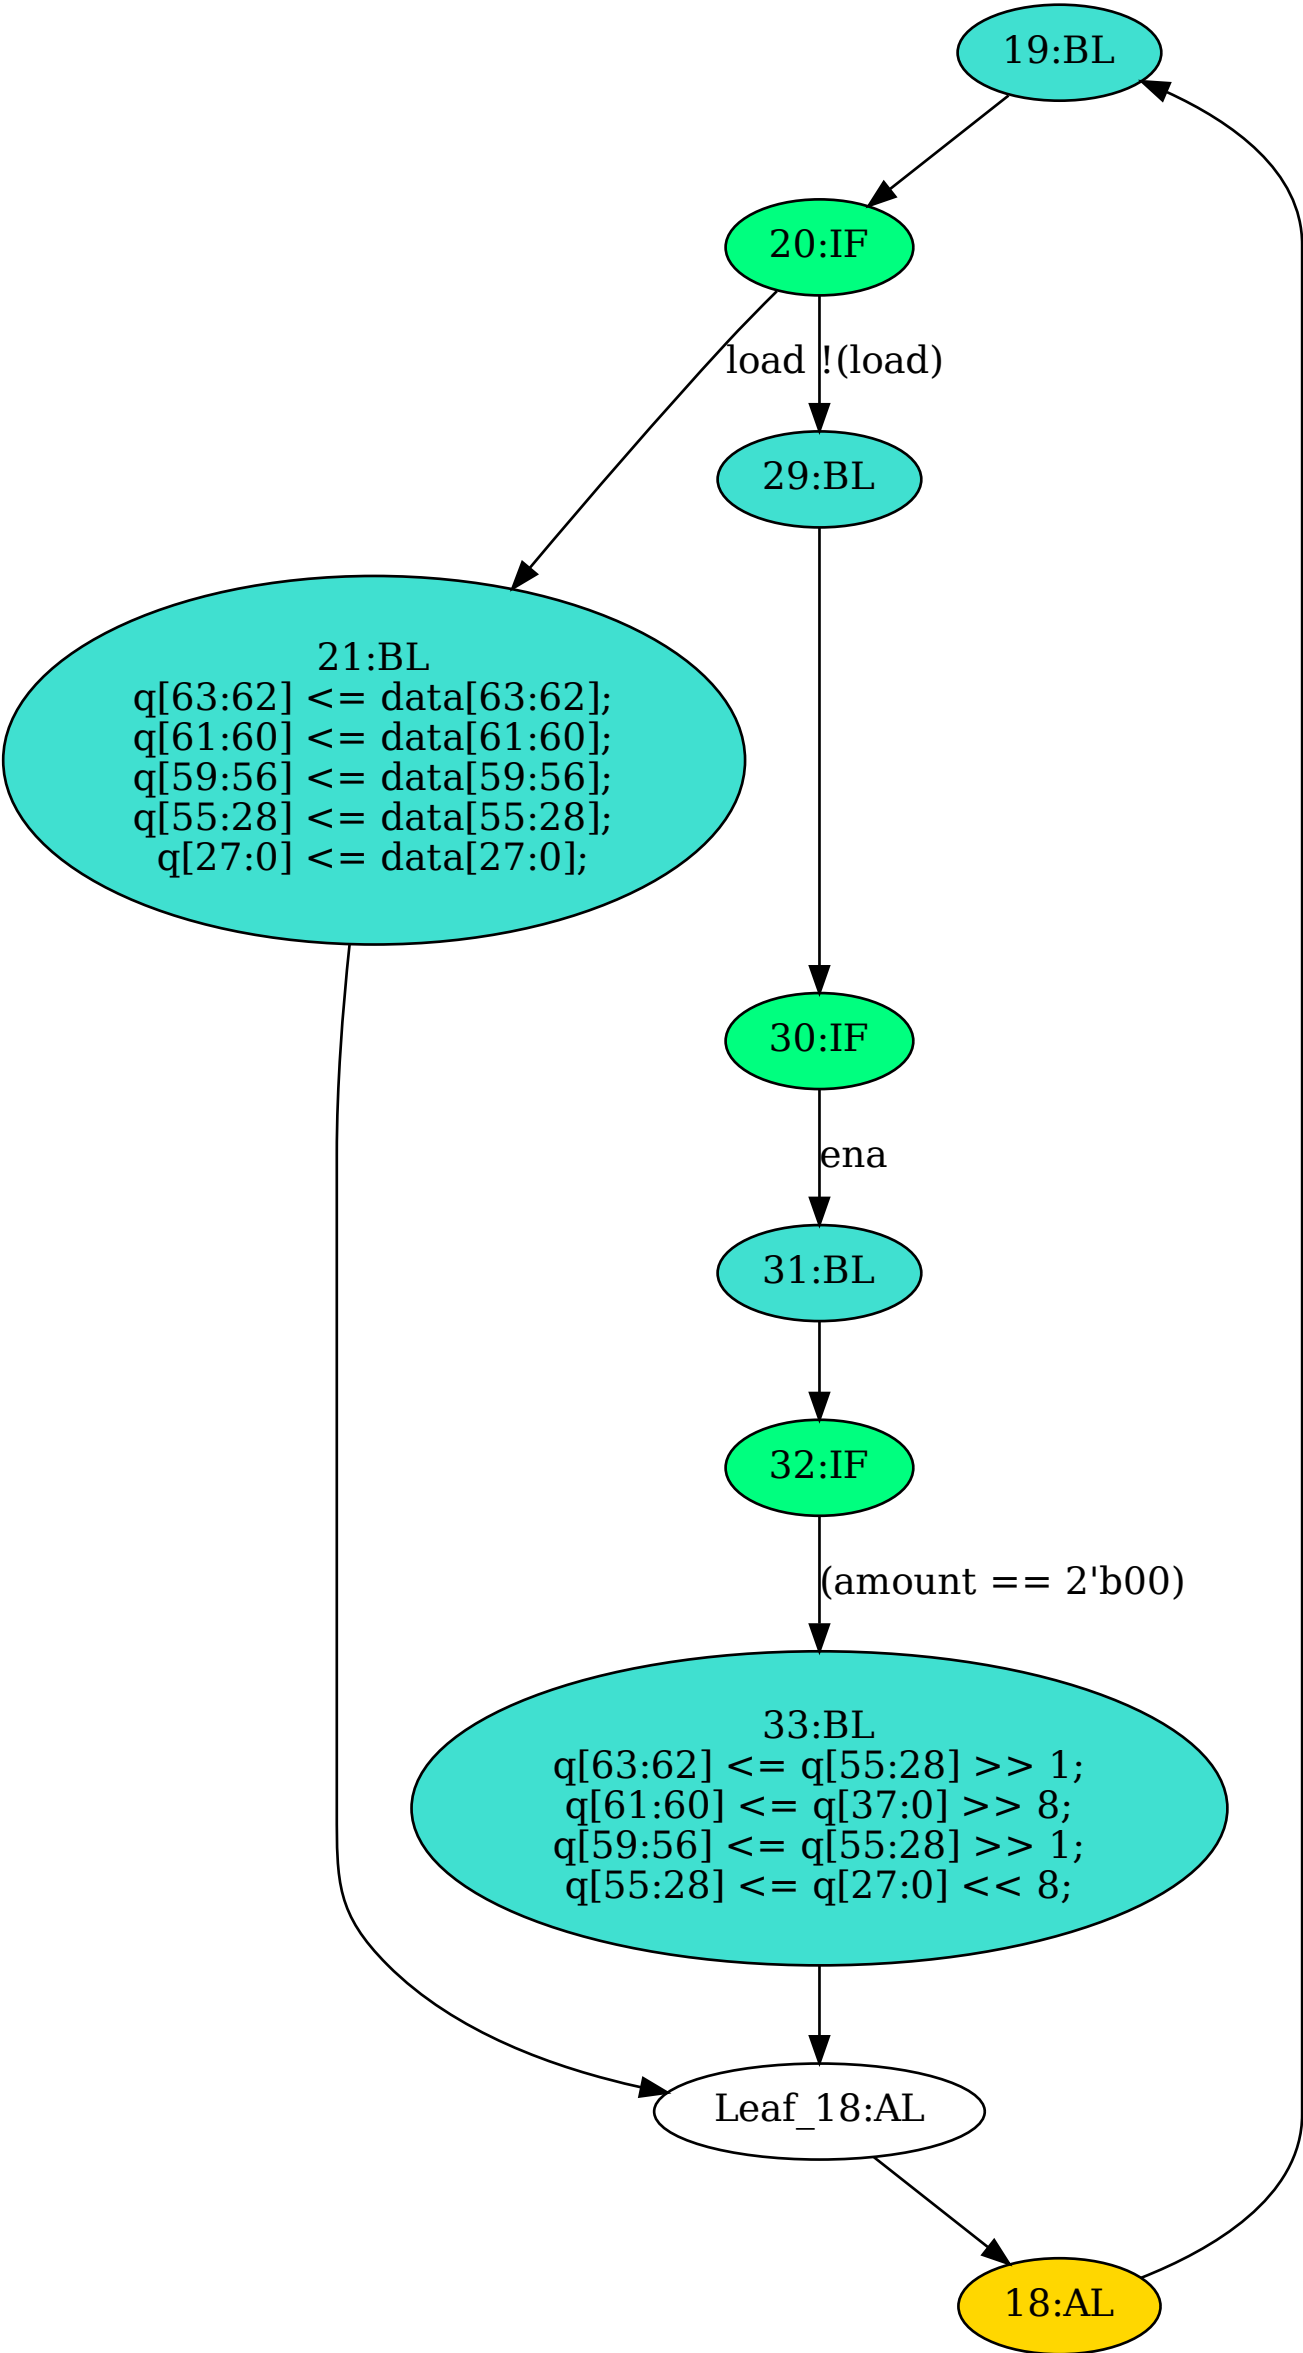 19:BL
20:IF
load
!(load)
29:BL
21:BL
q[63:62] <= data[63:62];
q[61:60] <= data[61:60];
q[59:56] <= data[59:56];
q[55:28] <= data[55:28];
q[27:0] <= data[27:0];
30:IF
ena
31:BL
32:IF
(amount == 2'b00)
33:BL
q[63:62] <= q[55:28] >> 1;
q[61:60] <= q[37:0] >> 8;
q[59:56] <= q[55:28] >> 1;
q[55:28] <= q[27:0] << 8;
Leaf_18:AL
18:AL